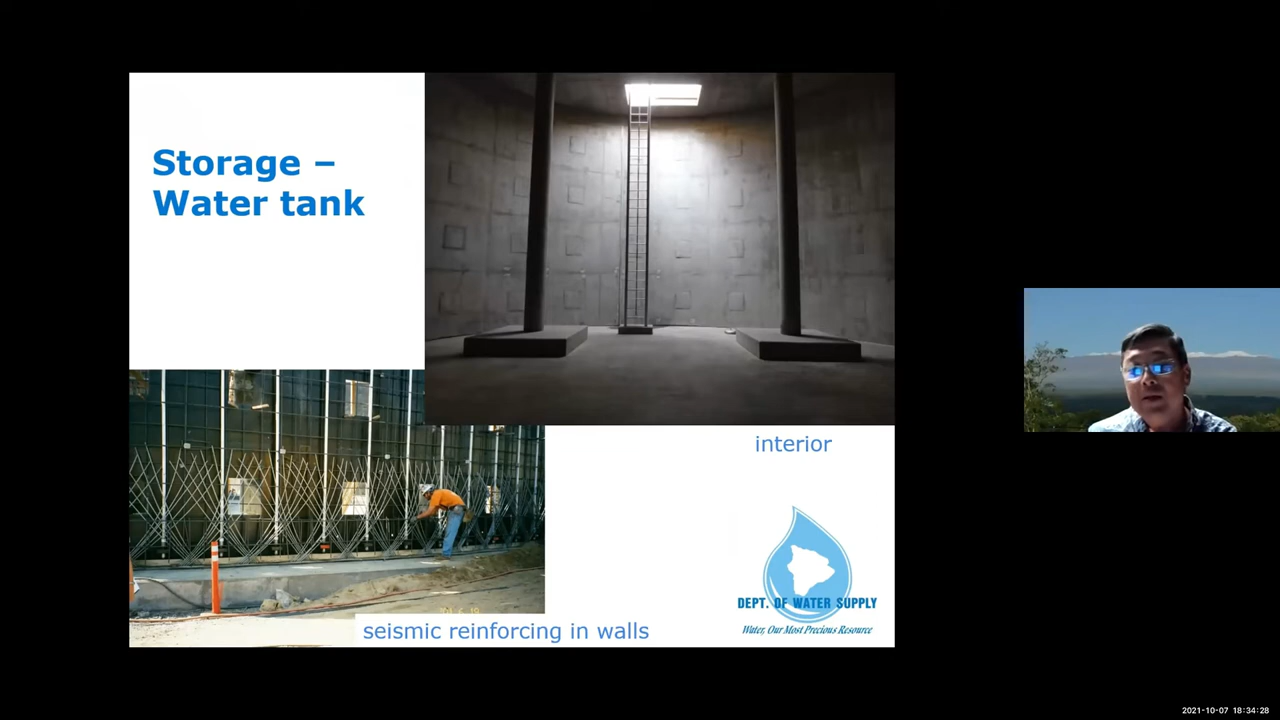 Storage –
Water tank
interior
DEPT. OF WATER SUPPLY
Water, Our Most Precious Resource
seismic reinforcing in walls
2021-10-07 18:34:28